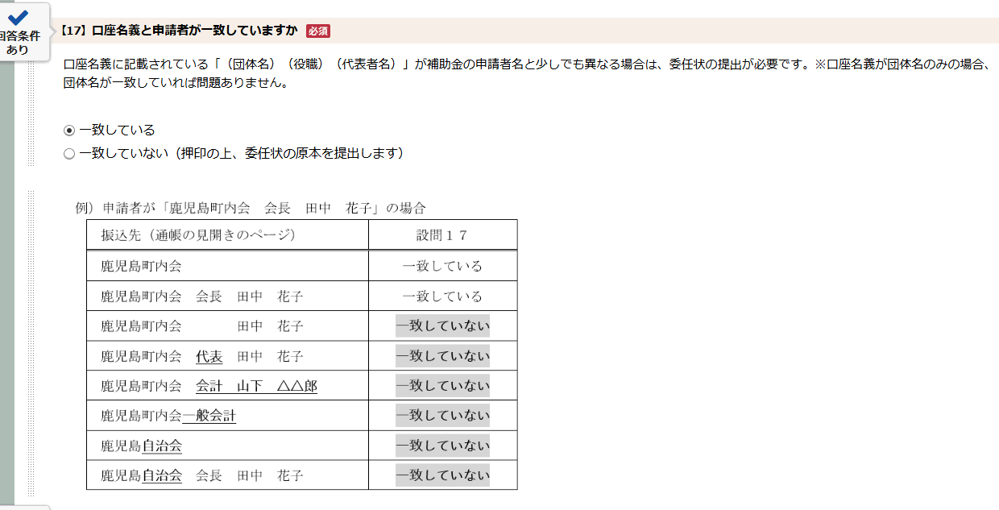 回答条件
あり
【17】口座名義と申請者が一致していますか 必須
口座名義に記載されている「（団体名）（役職）（代表者名）」が補助金の申請者名と少しでも異なる場合は、委任状の提出が必要です。※口座名義が団体名のみの場合、
団体名が一致していれば問題ありません。
一致している
一致していない（押印の上、委任状の原本を提出します）
例）申請者が「鹿児島町内会　会長　田中　花子」の場合
振込先（通帳の見開きのページ）　設問１７
鹿児島町内会　一致している
鹿児島町内会　会長　田中　花子　一致している
鹿児島町内会　　　　田中　花子　一致していない
鹿児島町内会　代表　田中　花子　一致していない
鹿児島町内会　会計　山下　△△郎　一致していない
鹿児島町内会一般会計　一致していない
鹿児島自治会　一致していない
鹿児島自治会　会長　田中　花子　一致していない